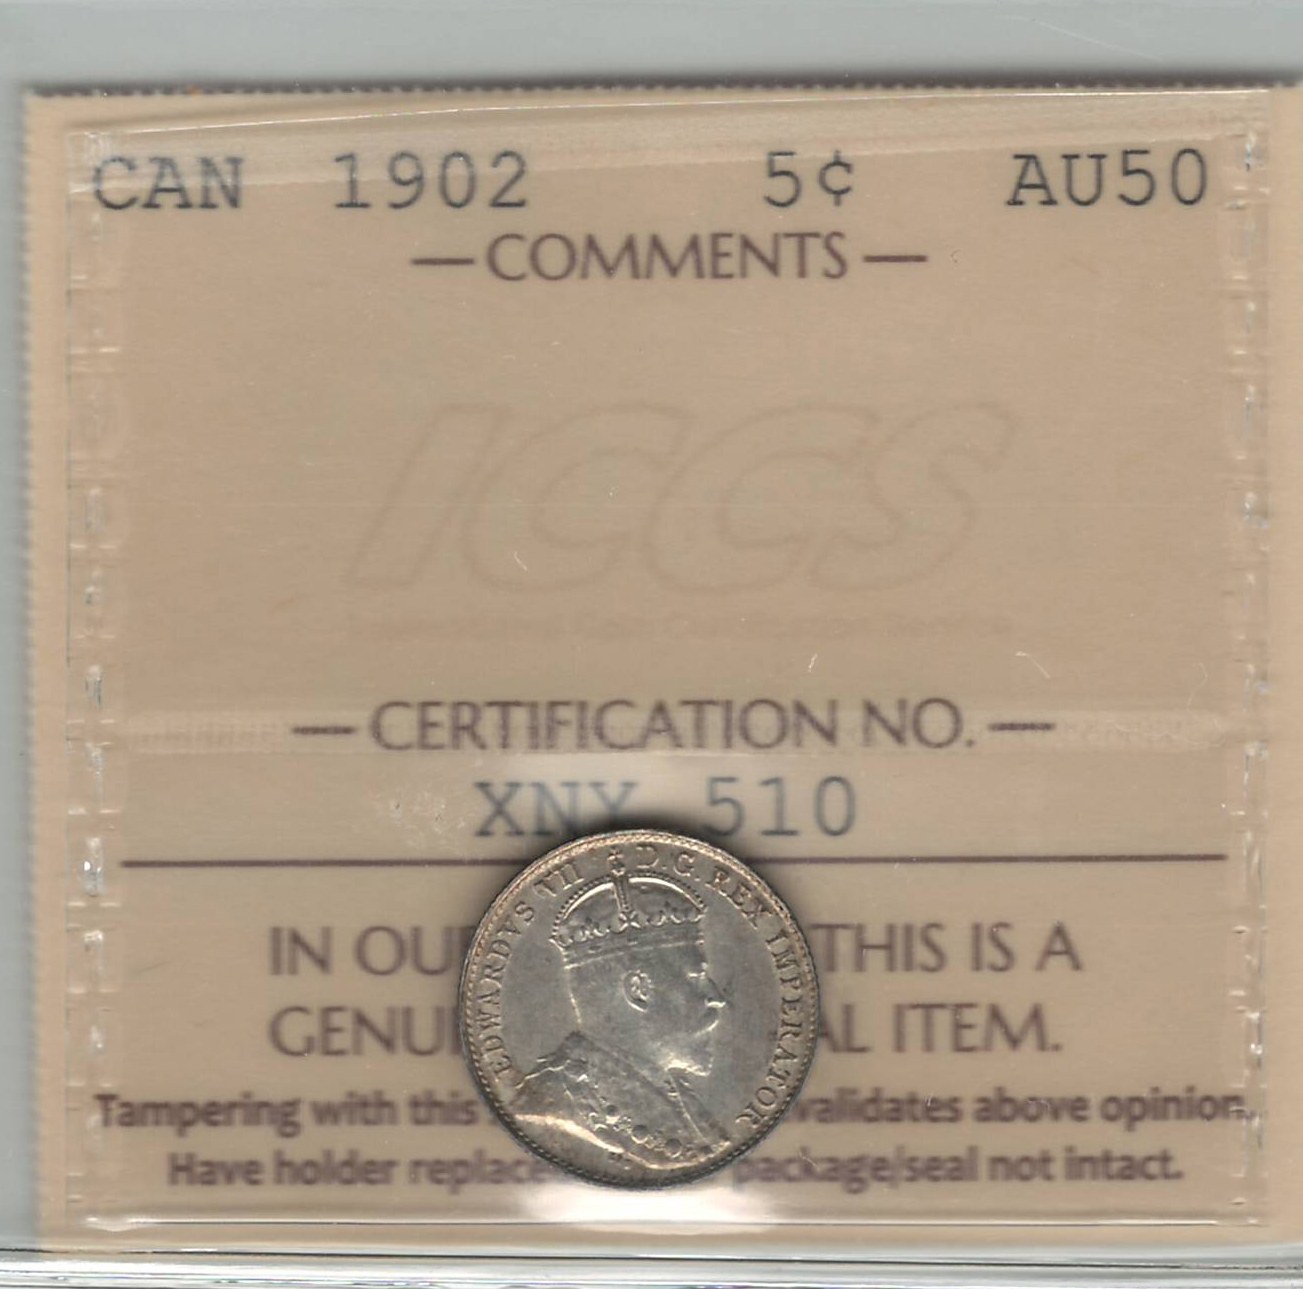 CAN 1902 5¢ AU50
—COMMENTS—
ICCS
— CERTIFICATION NO. —
XNY 510
EDWARDVS VII D.G. REX IMPERATOR
IN OU THIS IS A
GENUI AL ITEM.
Tampering with this validates above opinion.
Have holder replace package/seal not intact.